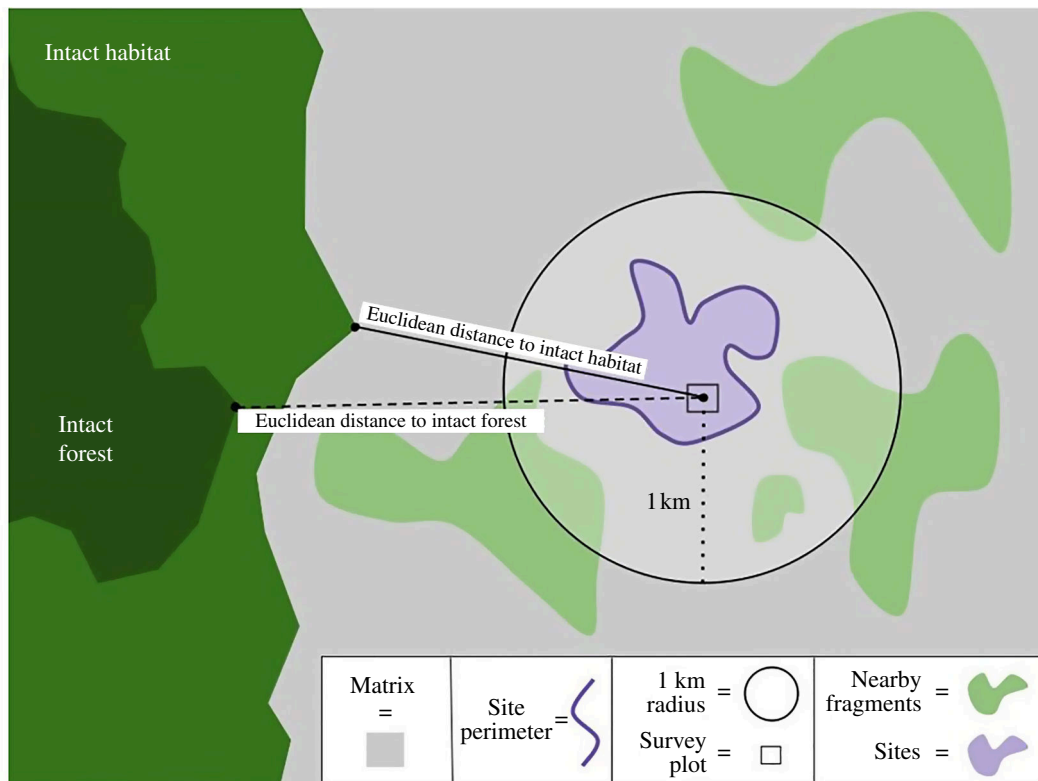 Intact habitat
Euclidean distance to intact habitat
Euclidean distance to intact forest
Intact
forest
1 km
Matrix
=
Site
perimeter =
1 km
radius =
Survey
plot =
Nearby
fragments =
Sites =